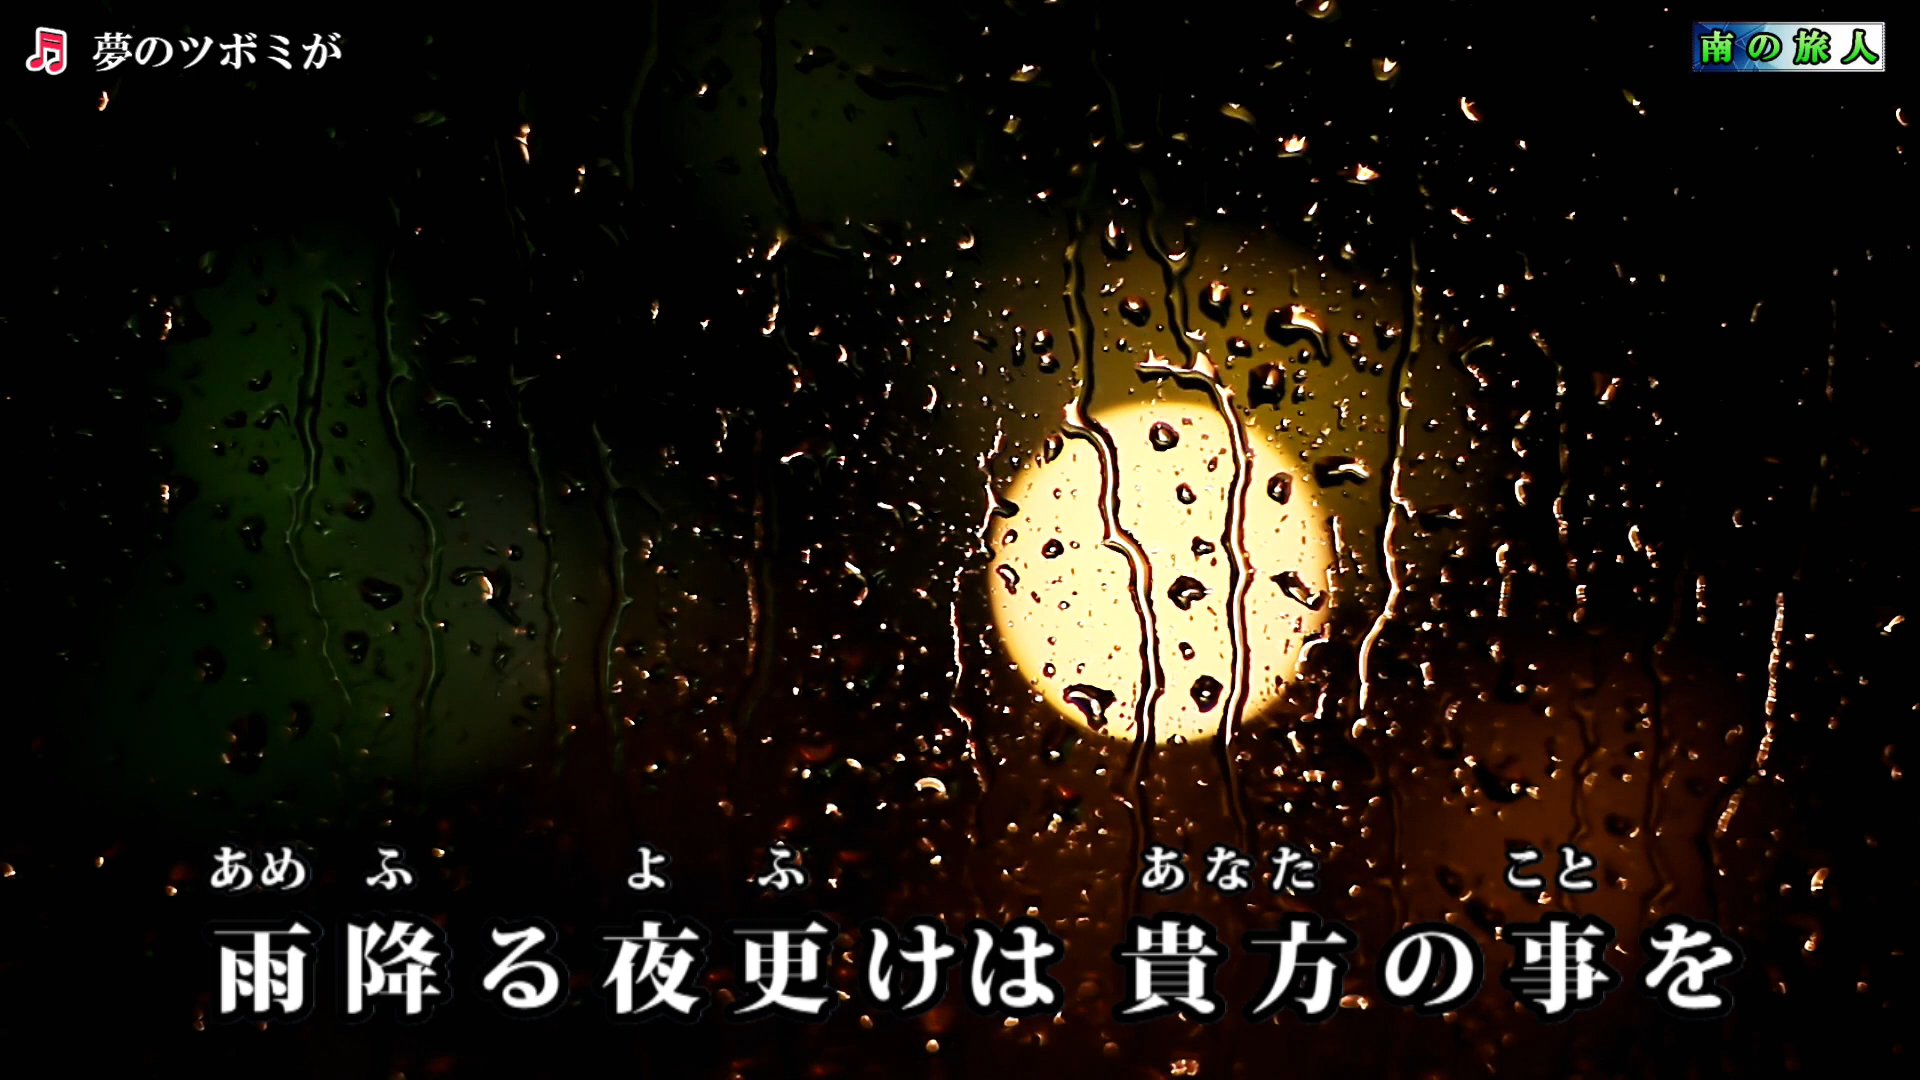 夢のツボミが
南の旅人
あめ ふ よ ふ あなた こと
雨降る夜更けは 貴方の事を